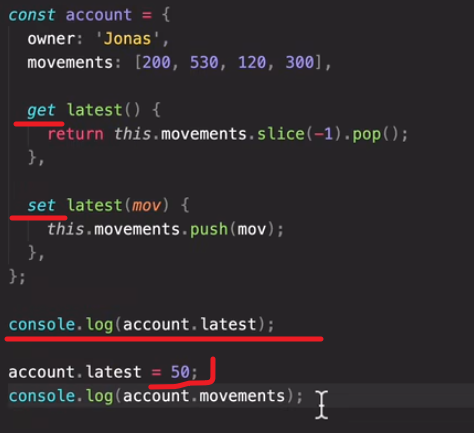 const account = {
  owner: 'Jonas',
  movements: [200, 530, 120, 300],
  get latest() {
    return this.movements.slice(-1).pop();
  },
  set latest(mov) {
    this.movements.push(mov);
  },
};
console.log(account.latest);
account.latest = 50;
console.log(account.movements);